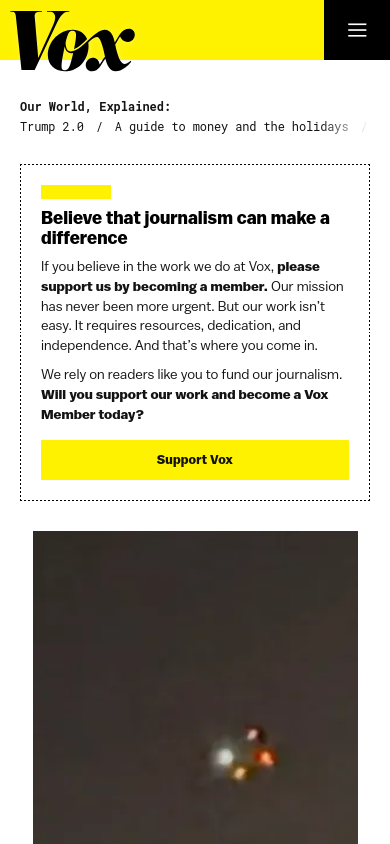 Vox
Our World, Explained:
Trump 2.0 / A guide to money and the holidays /
Believe that journalism can make a
difference
If you believe in the work we do at Vox, please
support us by becoming a member. Our mission
has never been more urgent. But our work isn't
easy. It requires resources, dedication, and
independence. And that's where you come in.
We rely on readers like you to fund our journalism.
Will you support our work and become a Vox
Member today?
Support Vox